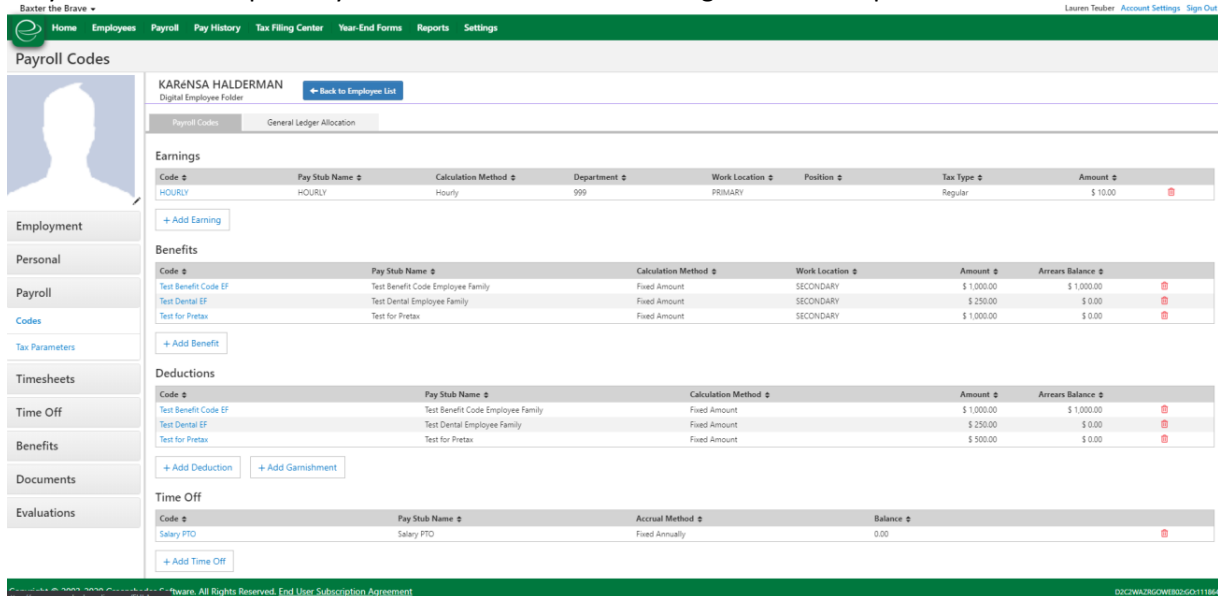 Baxter the Brave
Lauren Teuber Account Settings Sign Out
Home Employees Payroll Pay History Tax Filing Center Year-End Forms Reports Settings
Payroll Codes
KARéNSA HALDERMAN
Digital Employee Folder
Back to Employee List
Payroll Codes General Ledger Allocation
Earnings
Code Pay Stub Name Calculation Method Department Work Location Position Tax Type Amount
HOURLY HOURLY Hourly 999 PRIMARY Regular $ 10.00
+ Add Earning
Benefits
Code Pay Stub Name Calculation Method Work Location Amount Arrears Balance
Test Benefit Code EF Test Benefit Code Employee Family Fixed Amount SECONDARY $ 1,000.00 $ 1,000.00
Test Dental EF Test Dental Employee Family Fixed Amount SECONDARY $ 250.00 $ 0.00
Test for Pretax Test for Pretax Fixed Amount SECONDARY $ 1,000.00 $ 0.00
+ Add Benefit
Deductions
Code Pay Stub Name Calculation Method Amount Arrears Balance
Test Benefit Code EF Test Benefit Code Employee Family Fixed Amount $ 1,000.00 $ 1,000.00
Test Dental EF Test Dental Employee Family Fixed Amount $ 250.00 $ 0.00
Test for Pretax Test for Pretax Fixed Amount $ 500.00 $ 0.00
+ Add Deduction + Add Garnishment
Time Off
Code Pay Stub Name Accrual Method Balance
Salary PTO Salary PTO Fixed Annually 0.00
+ Add Time Off
Employment
Personal
Payroll
Codes
Tax Parameters
Timesheets
Time Off
Benefits
Documents
Evaluations
All Rights Reserved. End User Subscription Agreement